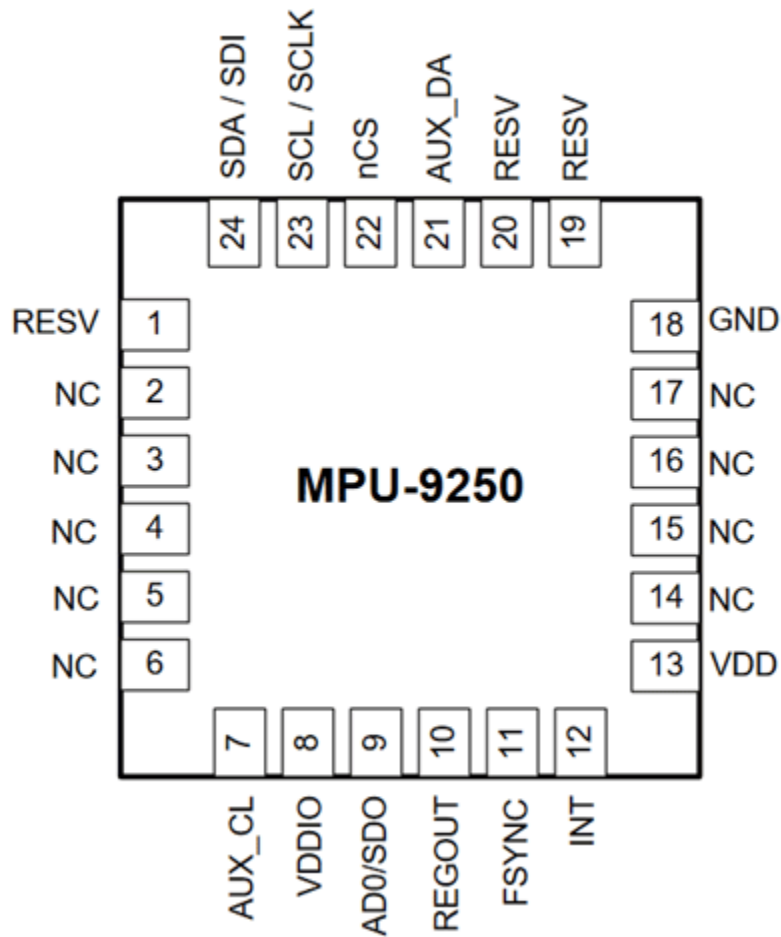 SDA / SDI
SCL / SCLK
nCS
AUX_DA
RESV
RESV
24
23
22
21
20
19
RESV 1
NC 2
NC 3
NC 4
NC 5
NC 6
MPU-9250
18 GND
17 NC
16 NC
15 NC
14 NC
13 VDD
7
8
9
10
11
12
AUX_CL
VDDIO
AD0/SDO
REGOUT
FSYNC
INT